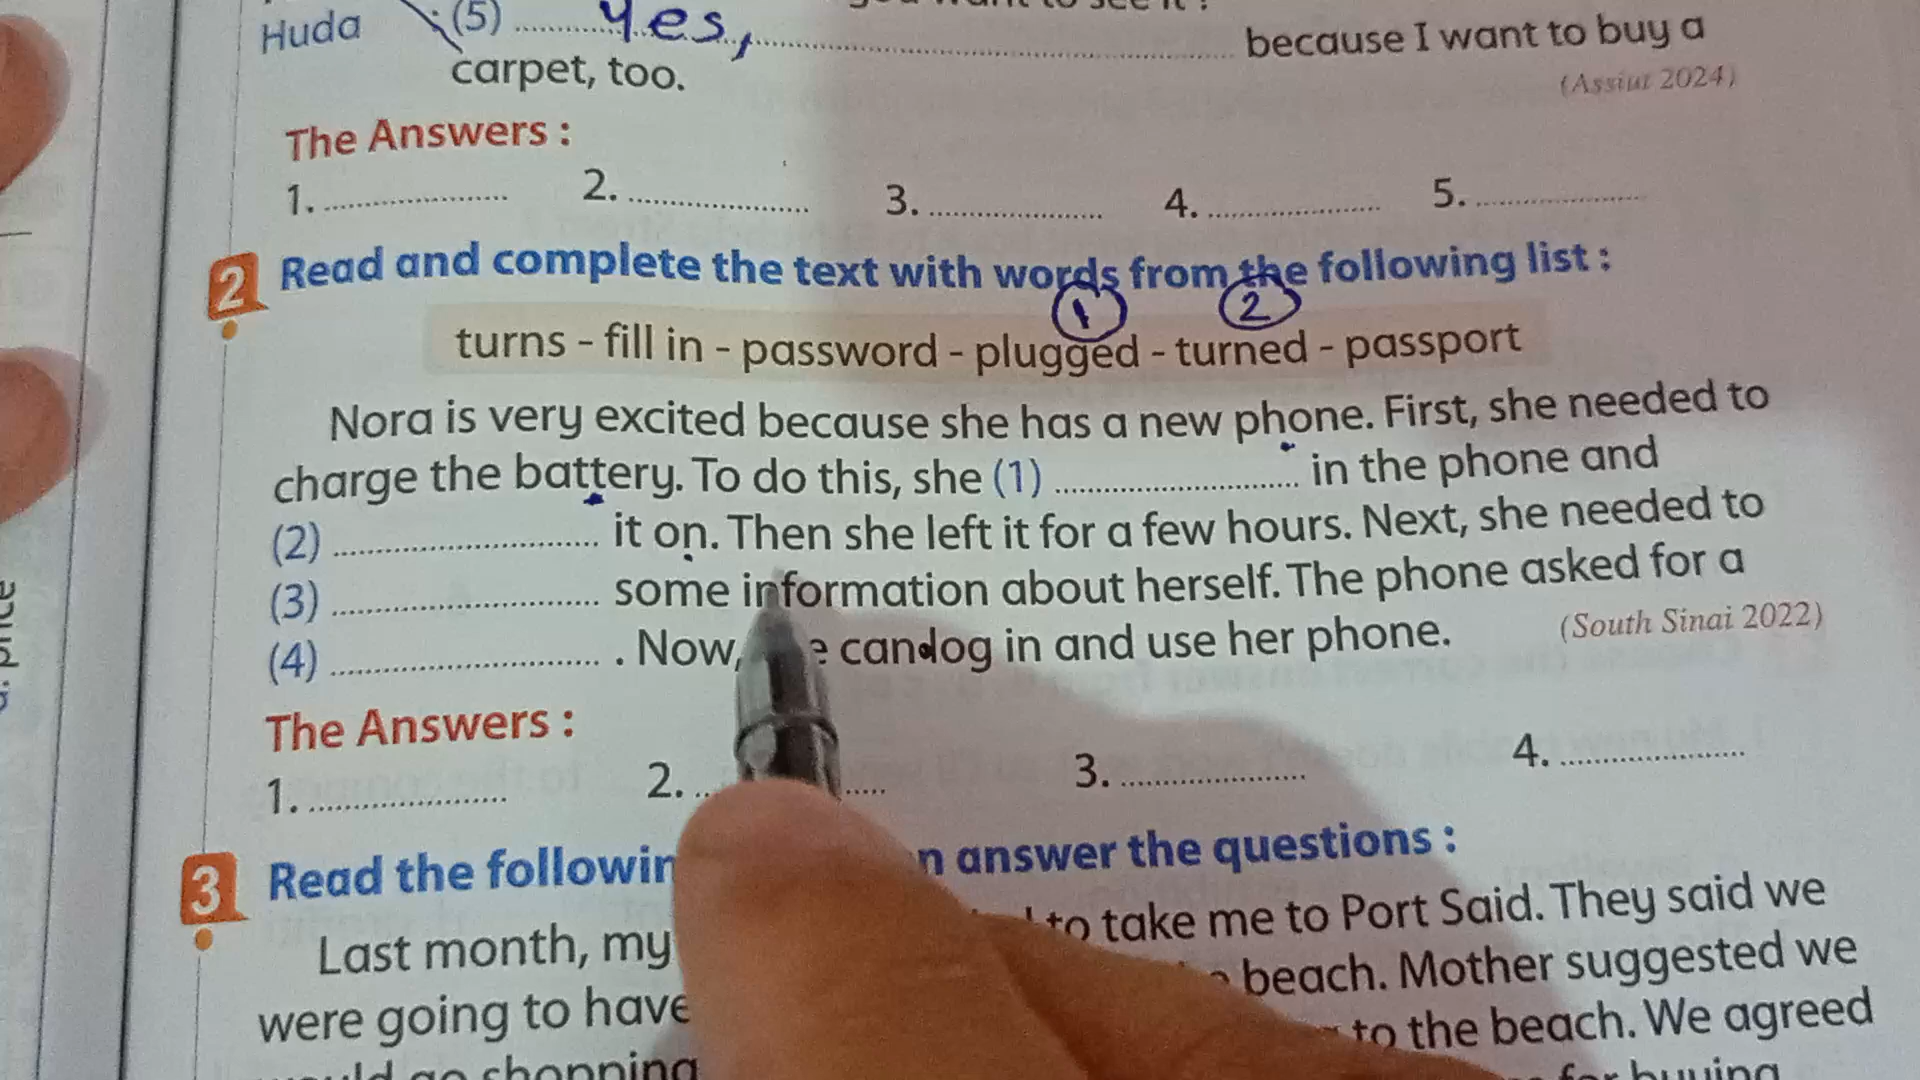 Huda (5) Yes, because I want to buy a
carpet, too. (Assiut 2024)
The Answers :
1. 2. 3. 4. 5.
2 Read and complete the text with words from the following list :
1 2
turns - fill in - password - plugged - turned - passport
Nora is very excited because she has a new phone. First, she needed to
charge the battery. To do this, she (1) in the phone and
(2) it on. Then she left it for a few hours. Next, she needed to
(3) some information about herself. The phone asked for a
(4) . Now, can log in and use her phone. (South Sinai 2022)
The Answers :
1. 2. 3. 4.
3 Read the answer the questions :
Last month, my to take me to Port Said. They said we
were going to have beach. Mother suggested we
to the beach. We agreed
go shopping for buying